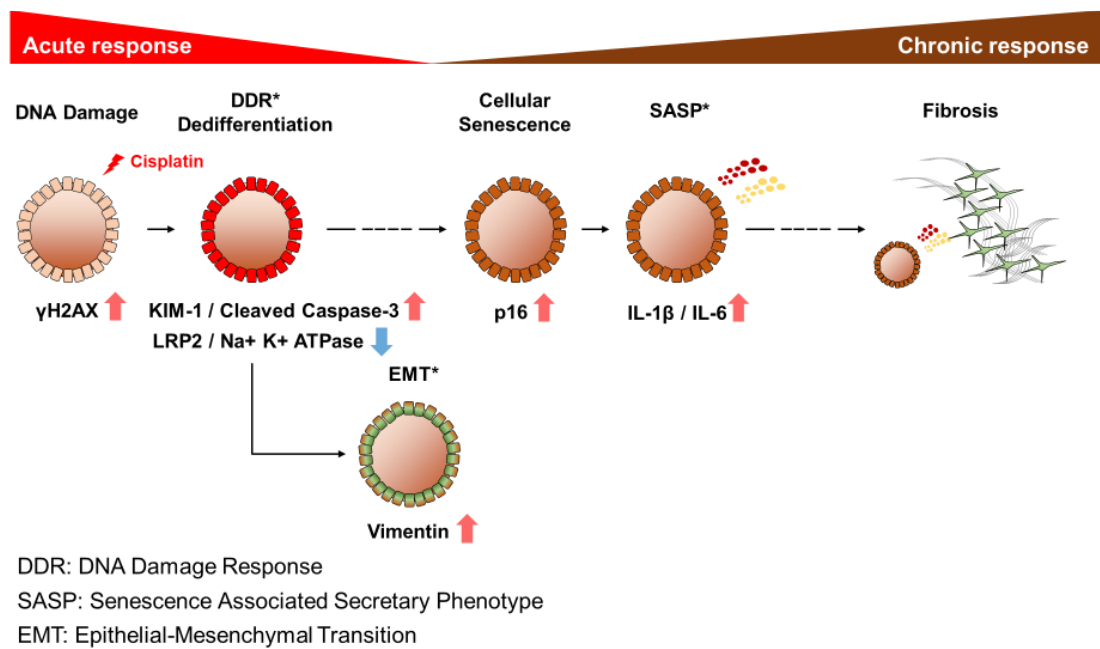 Acute response
Chronic response
DNA Damage
DDR*
Dedifferentiation
Cellular
Senescence
SASP*
Fibrosis
Cisplatin
γH2AX
KIM-1 / Cleaved Caspase-3
LRP2 / Na+ K+ ATPase
p16
IL-1β / IL-6
EMT*
Vimentin
DDR: DNA Damage Response
SASP: Senescence Associated Secretary Phenotype
EMT: Epithelial-Mesenchymal Transition